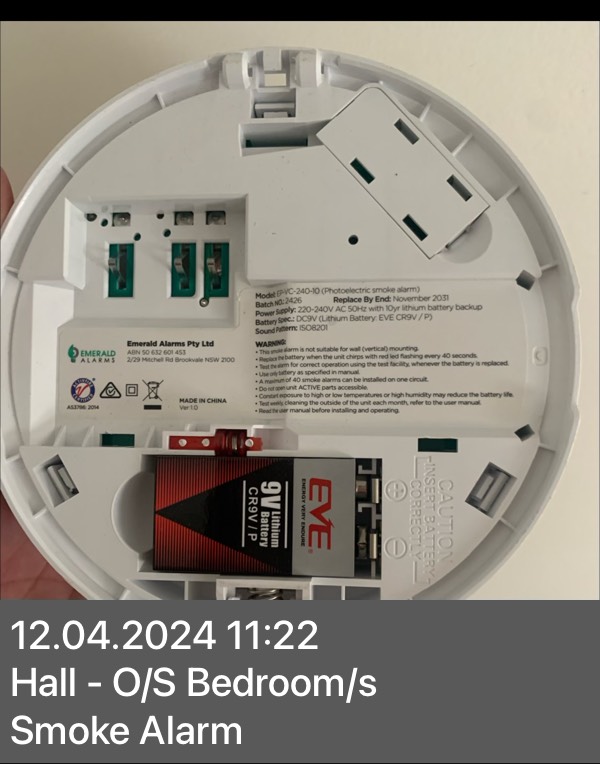 Model: EP-VC-240-10 (Photoelectric smoke alarm)
Batch NO.: 2426 Replace By End: November 2031
Power Supply: 220-240V AC 50Hz with 10yr lithium battery backup
Battery Spec.: DC9V (Lithium Battery: EVE CR9V / P)
Sound Pattern: ISO8201
WARNING:
• This smoke alarm is not suitable for wall (vertical) mounting.
• Replace the battery when the unit chirps with red led flashing every 40 seconds.
• Test the alarm for correct operation using the test facility, whenever the battery is replaced.
• Use only battery as specified in manual.
• A maximum of 40 smoke alarms can be installed on one circuit.
• Do not open unit ACTIVE parts accessible.
• Constant exposure to high or low temperatures or high humidity may reduce the battery life.
• Test weekly, cleaning the outside of the unit each month, refer to the user manual.
• Read the user manual before installing and operating.
EMERALD
ALARMS
Emerald Alarms Pty Ltd
ABN 50 632 601 453
2/29 Mitchell Rd Brookvale NSW 2100
AS3786: 2014
MADE IN CHINA
Ver 1.0
EVE
ENERGY VERY ENDURE
9V Lithium
Battery
CR9V / P
CAUTION
INSERT BATTERY
CORRECTLY
12.04.2024 11:22
Hall - O/S Bedroom/s
Smoke Alarm